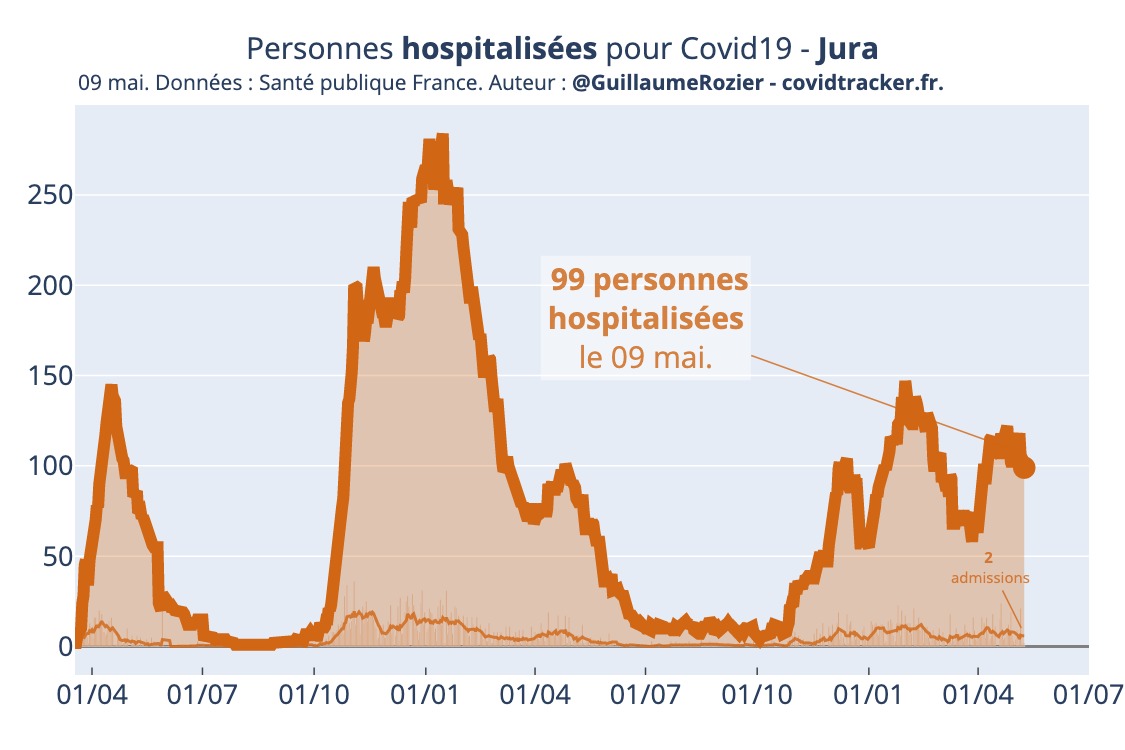 Personnes hospitalisées pour Covid19 - Jura
09 mai. Données : Santé publique France. Auteur : @GuillaumeRozier - covidtracker.fr.
250
200
150
100
50
0
99 personnes
hospitalisées
le 09 mai.
2
admissions
01/04 01/07 01/10 01/01 01/04 01/07 01/10 01/01 01/04 01/07